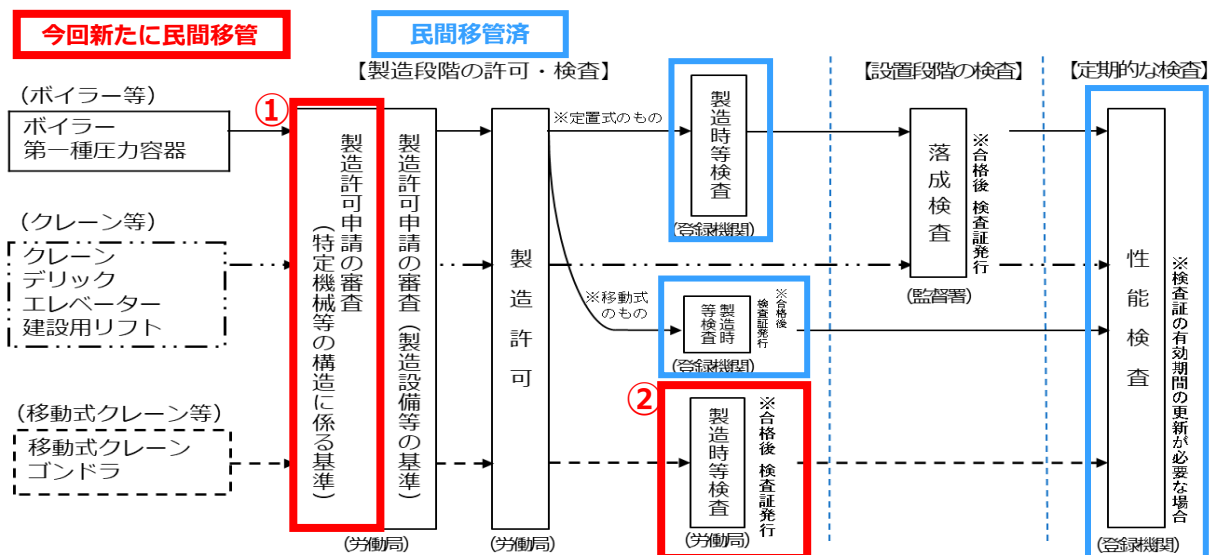 今回新たに民間移管
民間移管済
【製造段階の許可・検査】
【設置段階の検査】
【定期的な検査】
(ボイラー等)
ボイラー
第一種圧力容器
(クレーン等)
クレーン
デリック
エレベーター
建設用リフト
(移動式クレーン等)
移動式クレーン
ゴンドラ
①
製造許可申請の審査
(特定機械等の構造に係る基準)
製造許可申請の審査(製造設備等の基準)
(労働局)
製造許可
(労働局)
※定置式のもの
製造時等検査
(登録機関)
※移動式
のもの
製造時
等検査
※合格後
検査証発行
(登録機関)
②
製造時等検査
※合格後 検査証発行
(労働局)
落成検査
※合格後 検査証発行
(監督署)
性能検査
※検査証の有効期間の更新が必要な場合
(登録機関)